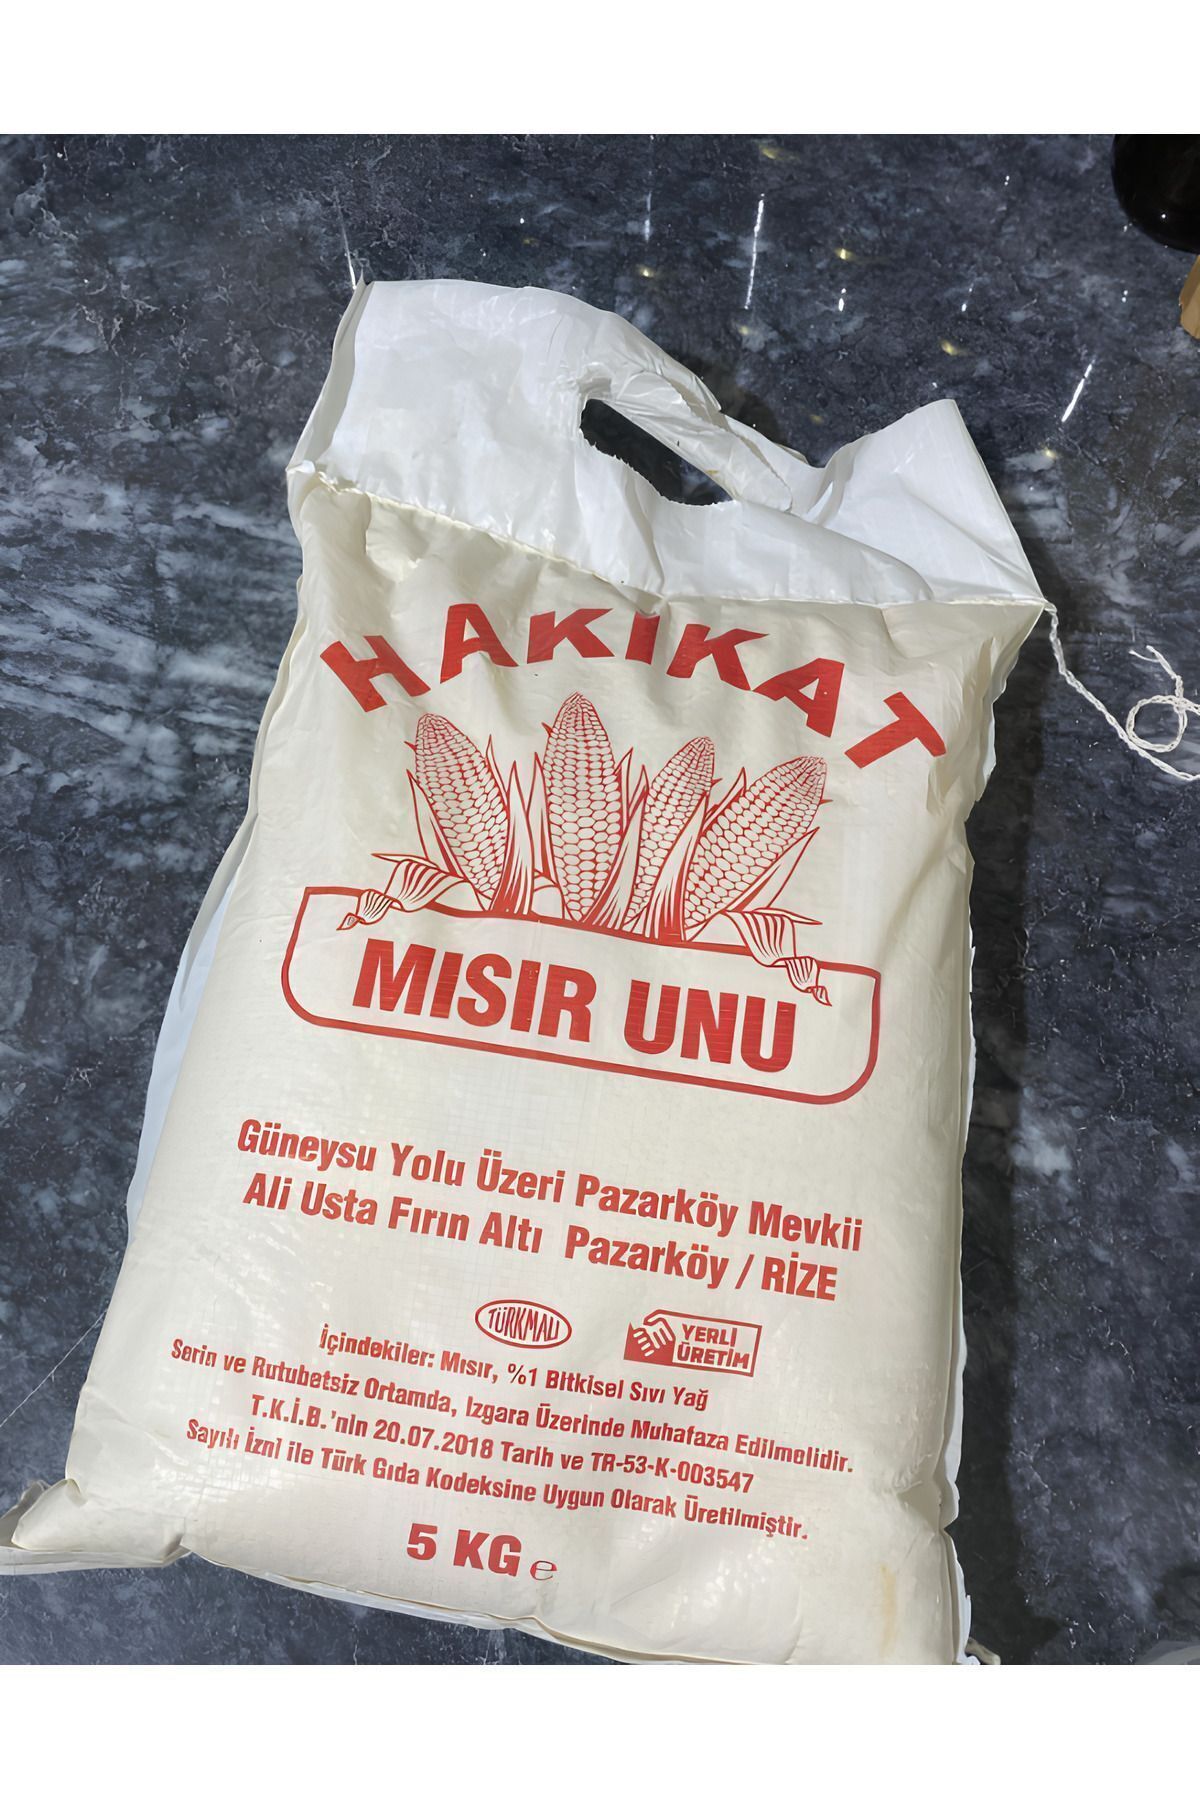 HAKIKAT
MISIR UNU
Güneysu Yolu Üzeri Pazarköy Mevkii
Ali Usta Fırın Altı Pazarköy / RİZE
TÜRKMALI
YERLİ
ÜRETİM
İçindekiler: Mısır, %1 Bitkisel Sıvı Yağ
Serin ve Rutubetsiz Ortamda, Izgara Üzerinde Muhafaza Edilmelidir.
T.K.İ.B.'nin 20.07.2018 Tarih ve TR-53-K-003547
Sayılı İzni ile Türk Gıda Kodeksine Uygun Olarak Üretilmiştir.
5 KG e